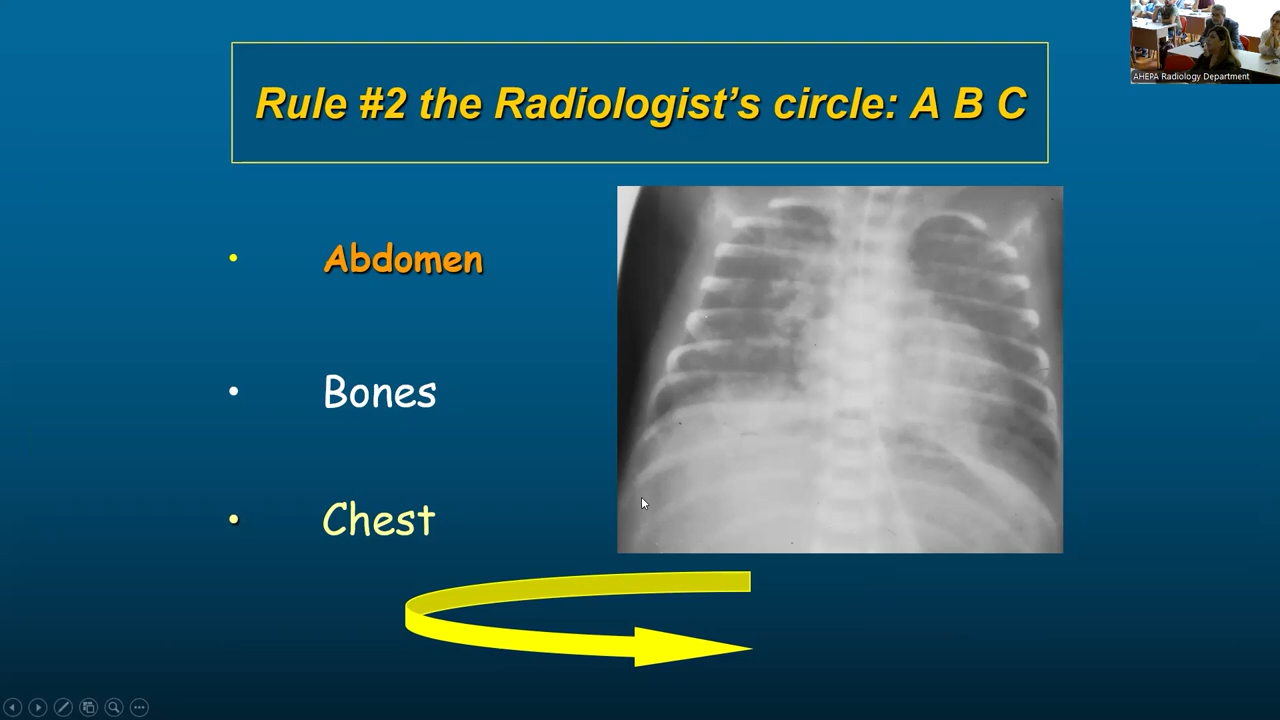 AHEPA Radiology Department
Rule #2 the Radiologist's circle: A B C
Abdomen
Bones
Chest